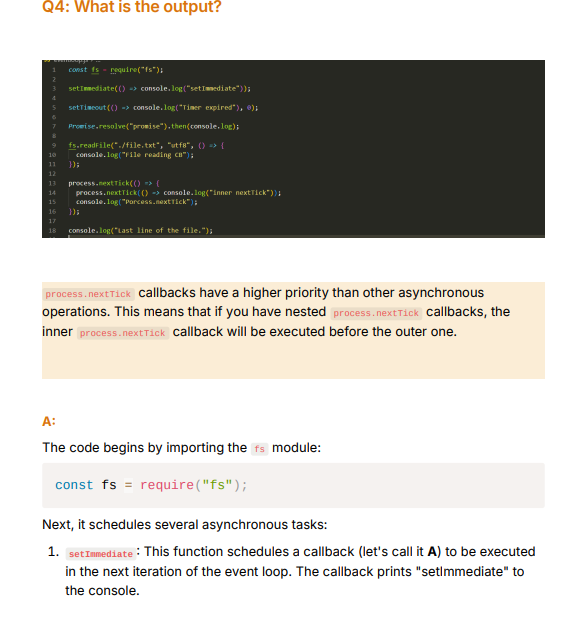 Q4: What is the output?
1 const fs = require("fs");
2
3 setImmediate(() => console.log("setImmediate"));
4
5 setTimeout(() => console.log("Timer expired"), 0);
6
7 Promise.resolve("promise").then(console.log);
8
9 fs.readFile("./file.txt", "utf8", () => {
10 console.log("File reading CB");
11 });
12
13 process.nextTick(() => {
14 process.nextTick(() => console.log("inner nextTick"));
15 console.log("Porcess.nextTick");
16 });
17
18 console.log("Last line of the file.");
process.nextTick callbacks have a higher priority than other asynchronous
operations. This means that if you have nested process.nextTick callbacks, the
inner process.nextTick callback will be executed before the outer one.
A:
The code begins by importing the fs module:
const fs = require("fs");
Next, it schedules several asynchronous tasks:
1. setImmediate : This function schedules a callback (let's call it A) to be executed
in the next iteration of the event loop. The callback prints "setImmediate" to
the console.